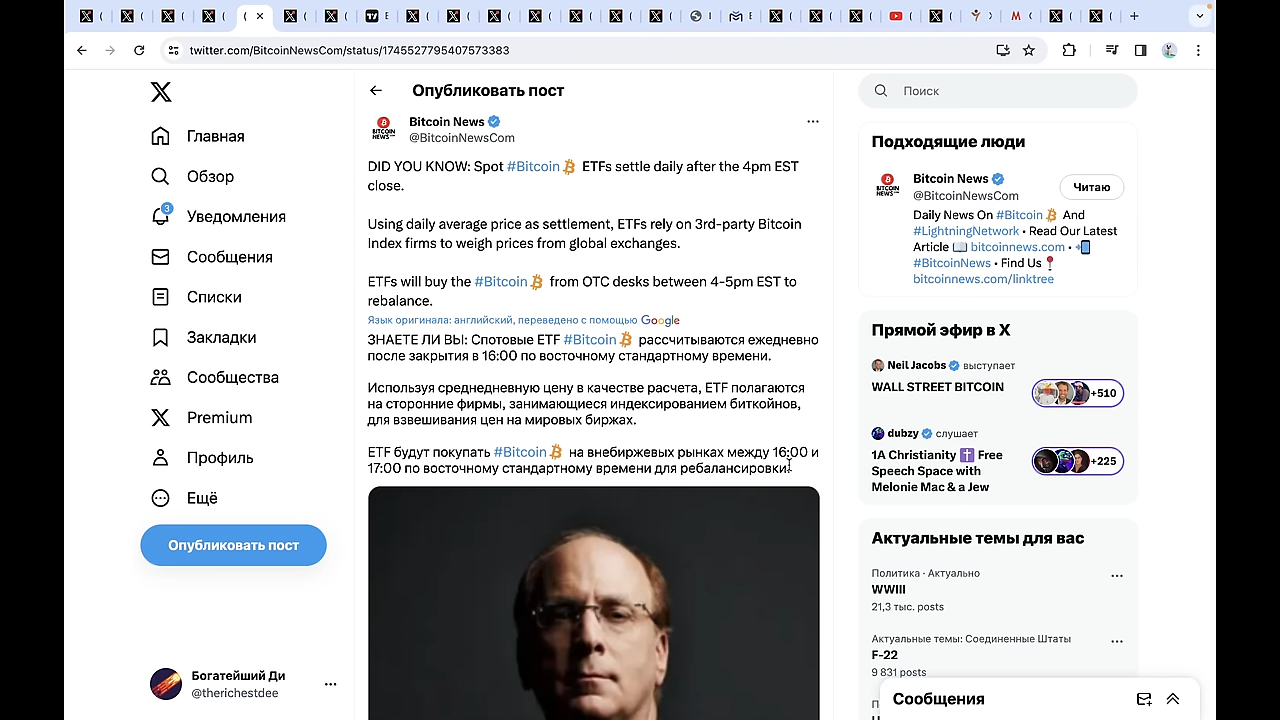 twitter.com/BitcoinNewsCom/status/1745527795407573383
Главная
Обзор
3
Уведомления
Сообщения
Списки
Закладки
Сообщества
Premium
Профиль
Ещё
Опубликовать пост
Богатейший Ди
@therichestdee
Опубликовать пост
Bitcoin News
@BitcoinNewsCom
DID YOU KNOW: Spot #Bitcoin ETFs settle daily after the 4pm EST
close.
Using daily average price as settlement, ETFs rely on 3rd-party Bitcoin
Index firms to weigh prices from global exchanges.
ETFs will buy the #Bitcoin from OTC desks between 4-5pm EST to
rebalance.
Язык оригинала: английский, переведено с помощью Google
ЗНАЕТЕ ЛИ ВЫ: Спотовые ETF #Bitcoin рассчитываются ежедневно
после закрытия в 16:00 по восточному стандартному времени.
Используя среднедневную цену в качестве расчета, ETF полагаются
на сторонние фирмы, занимающиеся индексированием биткойнов,
для взвешивания цен на мировых биржах.
ETF будут покупать #Bitcoin на внебиржевых рынках между 16:00 и
17:00 по восточному стандартному времени для ребалансировки.
Поиск
Подходящие люди
Bitcoin News
@BitcoinNewsCom
Читаю
Daily News On #Bitcoin And
#LightningNetwork • Read Our Latest
Article bitcoinnews.com •
#BitcoinNews • Find Us
bitcoinnews.com/linktree
Прямой эфир в X
Neil Jacobs выступает
WALL STREET BITCOIN
+510
dubzy слушает
1A Christianity Free
Speech Space with
Melonie Mac & a Jew
+225
Актуальные темы для вас
Политика · Актуально
WWIII
21,3 тыс. posts
Актуальные темы: Соединенные Штаты
F-22
9 831 posts
Сообщения